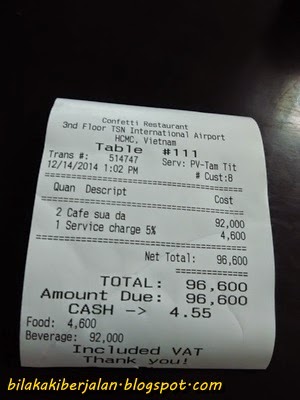 Confetti Restaurant
3nd Floor TSN International Airport
HCMC, Vietnam
Table #111
Trans #: 514747 Serv: PV-Tam Tit
12/14/2014 1:02 PM # Cust:8
Quan Descript Cost
2 Cafe sua da 92,000
1 Service charge 5% 4,600
Net Total: 96,600
TOTAL: 96,600
Amount Due: 96,600
CASH -> 4.55
Food: 4,600
Beverage: 92,000
Included VAT
Thank you!
bilakakiberjalan.blogspot.com